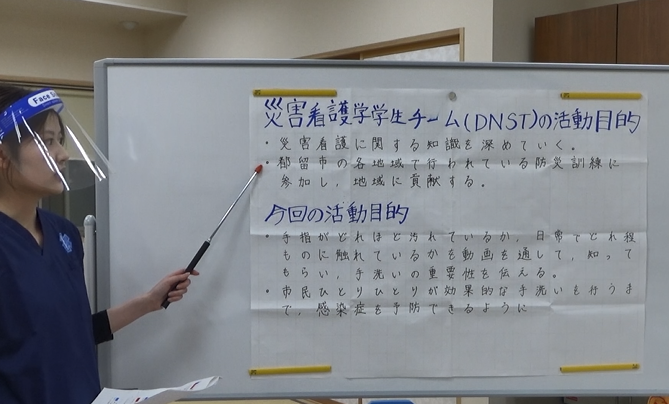 Face S
災害看護学学生チーム(DNST)の活動目的
・災害看護に関する知識を深めていく。
・都留市の各地域で行われている防災訓練に
参加し、地域に貢献する。
今回の活動目的
・手指がどれほど汚れているか、日常でどれ程
ものに触れているかを動画を通して、知って
もらい、手洗いの重要性を伝える。
・市民ひとりひとりが効果的な手洗いを行うま
で、感染症を予防できるように